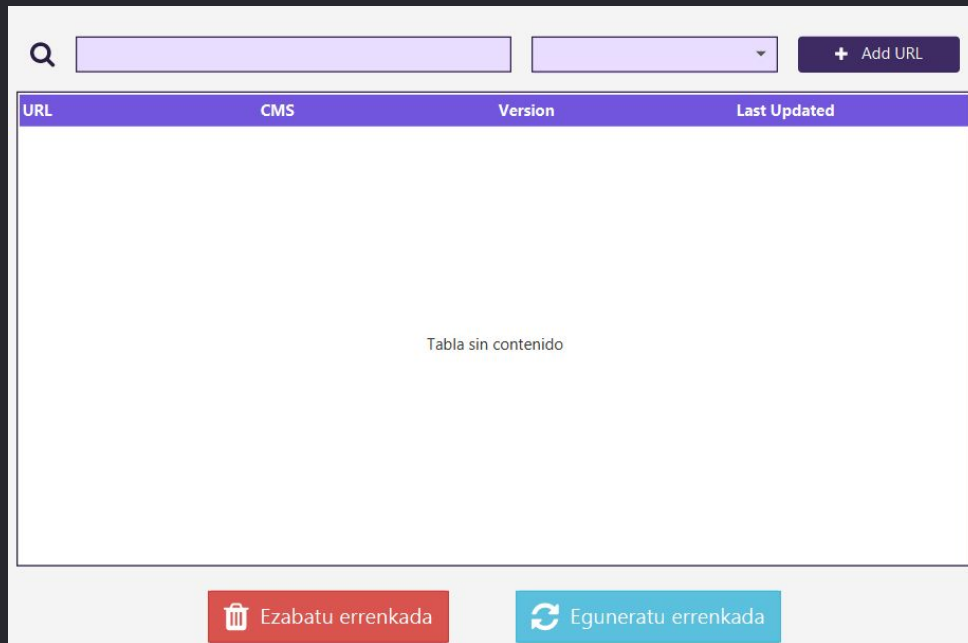 Add URL
URL CMS Version Last Updated
Tabla sin contenido
Ezabatu errenkada Eguneratu errenkada